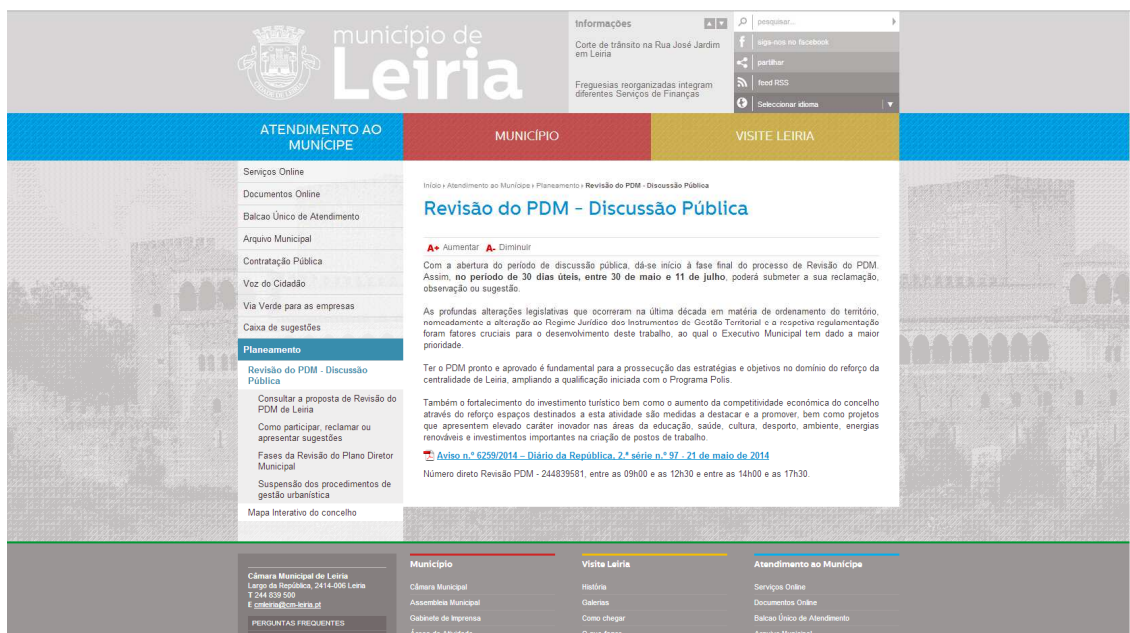 município de
Leiria
CIDADE DE LEIRIA
Informações
Corte de trânsito na Rua José Jardim
em Leiria
Freguesias reorganizadas integram
diferentes Serviços de Finanças
pesquisar...
siga-nos no facebook
partilhar
feed RSS
Seleccionar idioma
ATENDIMENTO AO
MUNÍCIPE
MUNICÍPIO
VISITE LEIRIA
Serviços Online
Documentos Online
Balcao Único de Atendimento
Arquivo Municipal
Contratação Pública
Voz do Cidadão
Via Verde para as empresas
Caixa de sugestões
Planeamento
Revisão do PDM - Discussão
Pública
Consultar a proposta de Revisão do
PDM de Leiria
Como participar, reclamar ou
apresentar sugestões
Fases da Revisão do Plano Diretor
Municipal
Suspensão dos procedimentos de
gestão urbanística
Mapa Interativo do concelho
Início › Atendimento ao Munícipe › Planeamento › Revisão do PDM - Discussão Pública
Revisão do PDM – Discussão Pública
A+ Aumentar A- Diminuir
Com a abertura do período de discussão pública, dá-se início à fase final do processo de Revisão do PDM.
Assim, no período de 30 dias úteis, entre 30 de maio e 11 de julho, poderá submeter a sua reclamação,
observação ou sugestão.
As profundas alterações legislativas que ocorreram na última década em matéria de ordenamento do território,
nomeadamente a alteração ao Regime Jurídico dos Instrumentos de Gestão Territorial e a respetiva regulamentação
foram fatores cruciais para o desenvolvimento deste trabalho, ao qual o Executivo Municipal tem dado a maior
prioridade.
Ter o PDM pronto e aprovado é fundamental para a prossecução das estratégias e objetivos no domínio do reforço da
centralidade de Leiria, ampliando a qualificação iniciada com o Programa Polis.
Também o fortalecimento do investimento turístico bem como o aumento da competitividade económica do concelho
através do reforço espaços destinados a esta atividade são medidas a destacar e a promover, bem como projetos
que apresentem elevado caráter inovador nas áreas da educação, saúde, cultura, desporto, ambiente, energias
renováveis e investimentos importantes na criação de postos de trabalho.
Aviso n.º 6259/2014 – Diário da República, 2.ª série n.º 97 - 21 de maio de 2014
Número direto Revisão PDM - 244839581, entre as 09h00 e as 12h30 e entre as 14h00 e as 17h30.
Câmara Municipal de Leiria
Largo da República, 2414-006 Leiria
T 244 839 500
E cmleiria@cm-leiria.pt
PERGUNTAS FREQUENTES
Município
Câmara Municipal
Assembleia Municipal
Gabinete de Imprensa
Áreas de Atividade
Visite Leiria
História
Galerias
Como chegar
O que fazer
Atendimento ao Munícipe
Serviços Online
Documentos Online
Balcao Único de Atendimento
Arquivo Municipal